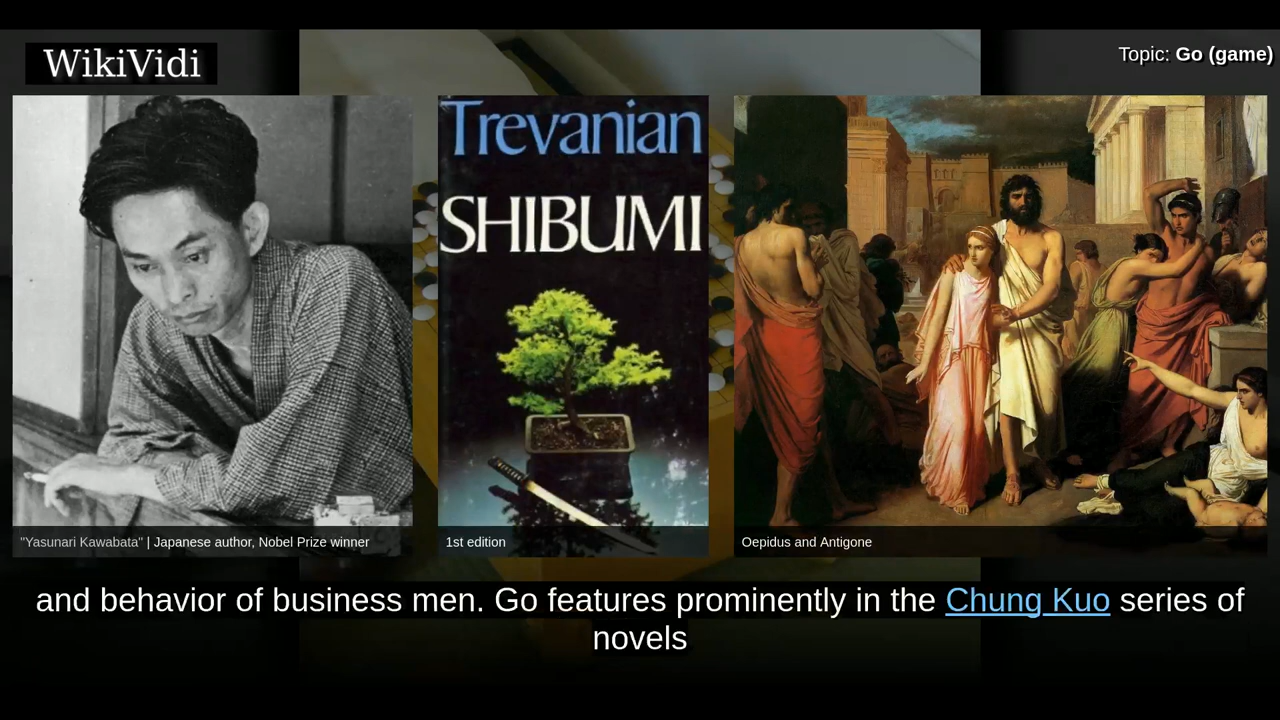 WikiVidi
Topic: Go (game)
Trevanian
SHIBUMI
"Yasunari Kawabata" | Japanese author, Nobel Prize winner
1st edition
Oepidus and Antigone
and behavior of business men. Go features prominently in the Chung Kuo series of
novels